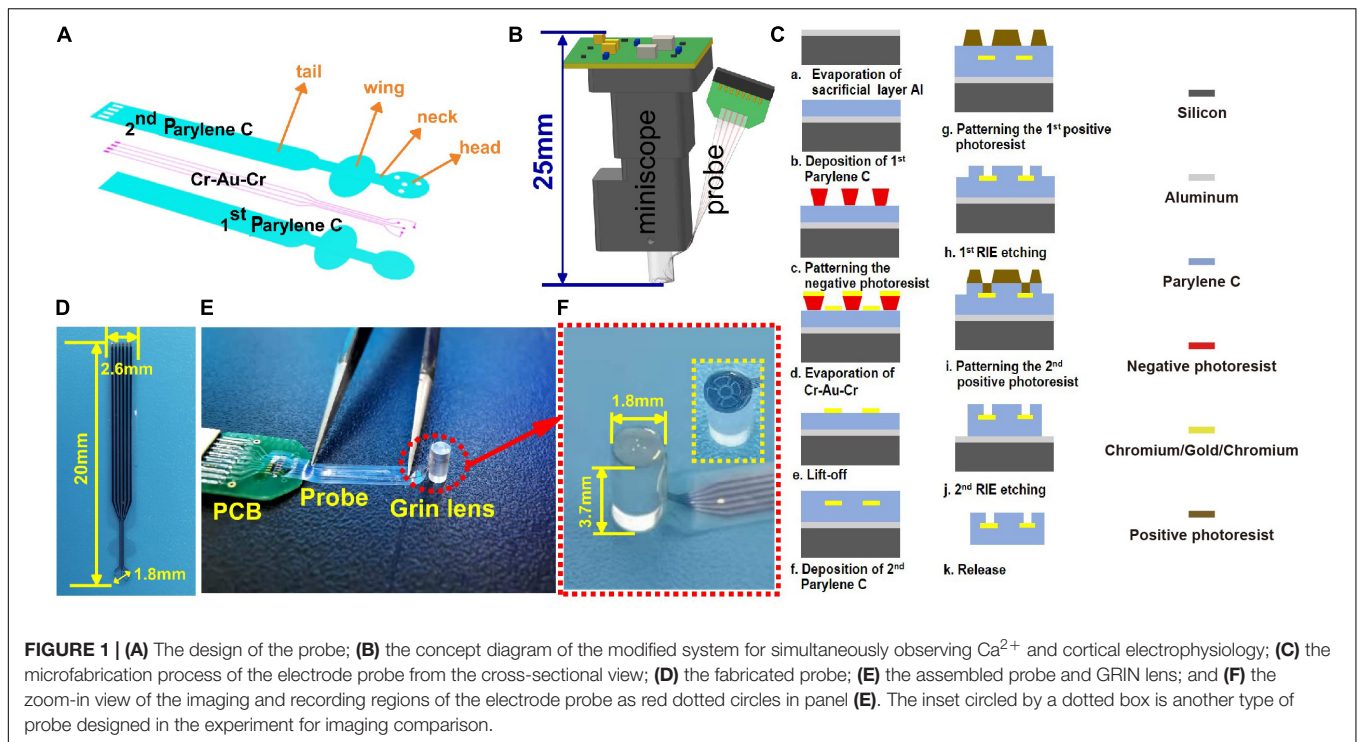 A
tail
wing
neck
head
2nd Parylene C
Cr-Au-Cr
1st Parylene C
B
25mm
miniscope
probe
C
a. Evaporation of
sacrificial layer Al
b. Deposition of 1st
Parylene C
c. Patterning the
negative photoresist
d. Evaporation of
Cr-Au-Cr
e. Lift-off
f. Deposition of 2nd
Parylene C
g. Patterning the 1st positive
photoresist
h. 1st RIE etching
i. Patterning the 2nd
positive photoresist
j. 2nd RIE etching
k. Release
Silicon
Aluminum
Parylene C
Negative photoresist
Chromium/Gold/Chromium
Positive photoresist
D
2.6mm
20mm
1.8mm
E
PCB
Probe
Grin lens
F
1.8mm
3.7mm
FIGURE 1 | (A) The design of the probe; (B) the concept diagram of the modified system for simultaneously observing Ca2+ and cortical electrophysiology; (C) the
microfabrication process of the electrode probe from the cross-sectional view; (D) the fabricated probe; (E) the assembled probe and GRIN lens; and (F) the
zoom-in view of the imaging and recording regions of the electrode probe as red dotted circles in panel (E). The inset circled by a dotted box is another type of
probe designed in the experiment for imaging comparison.